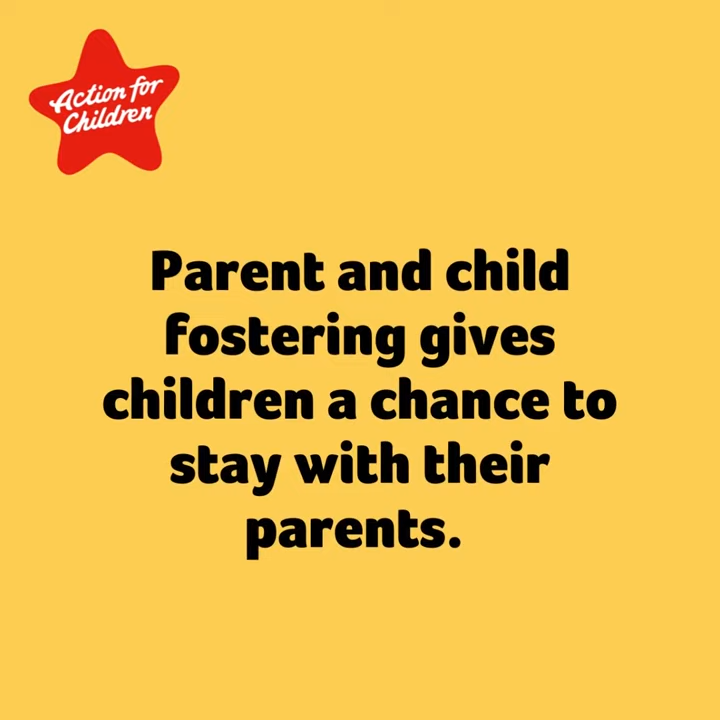 Action for
Children
Parent and child
fostering gives
children a chance to
stay with their
parents.